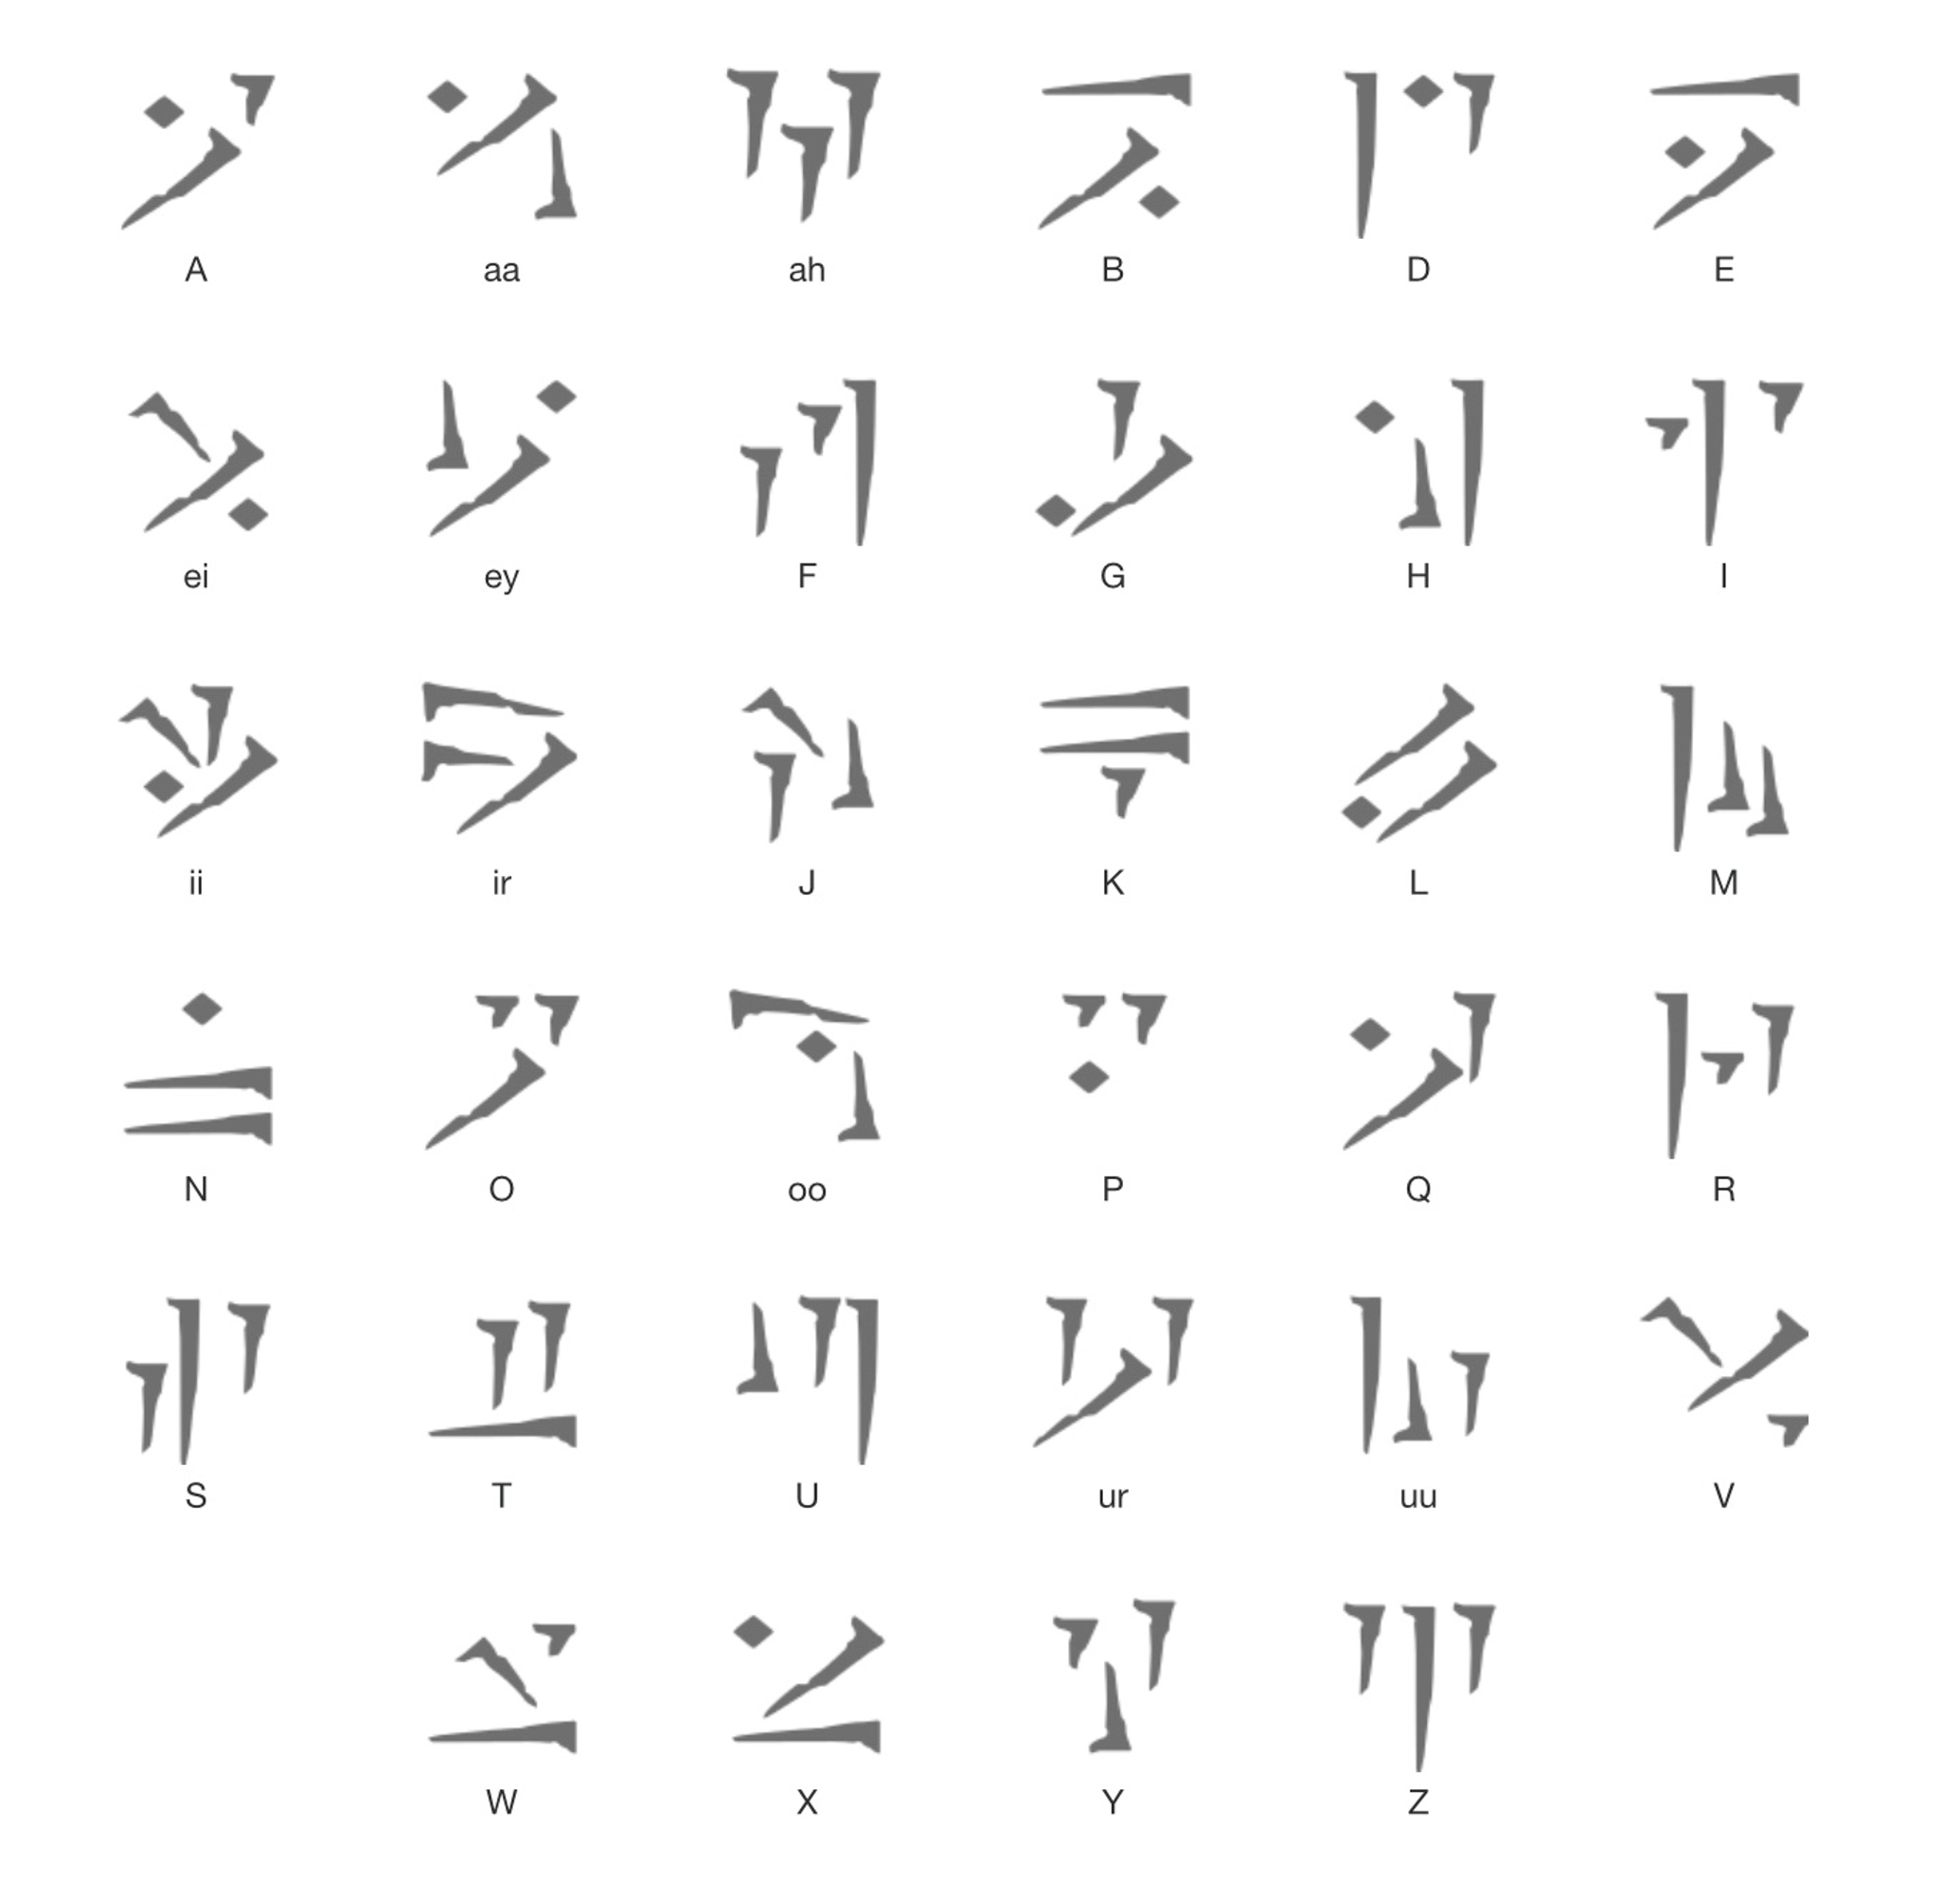 A aa ah B D E
ei ey F G H I
ii ir J K L M
N O oo P Q R
S T U ur uu V
W X Y Z